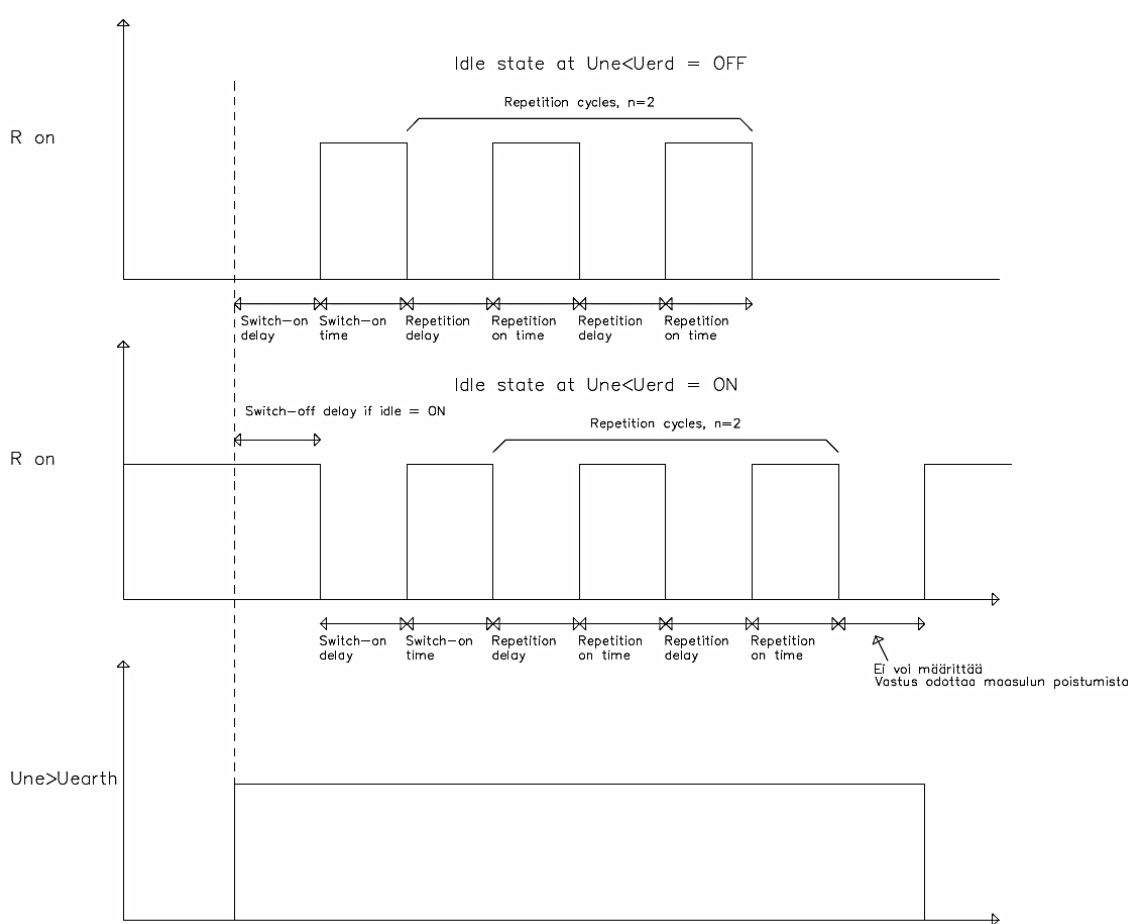 Idle state at Une<Uerd = OFF
Repetition cycles, n=2
R on
Switch-on
delay
Switch-on
time
Repetition
delay
Repetition
on time
Repetition
delay
Repetition
on time
Idle state at Une<Uerd = ON
Switch-off delay if idle = ON
Repetition cycles, n=2
R on
Switch-on
delay
Switch-on
time
Repetition
delay
Repetition
on time
Repetition
delay
Repetition
on time
Ei voi määrittää
Vastus odottaa maasulun poistumista
Une>Uearth